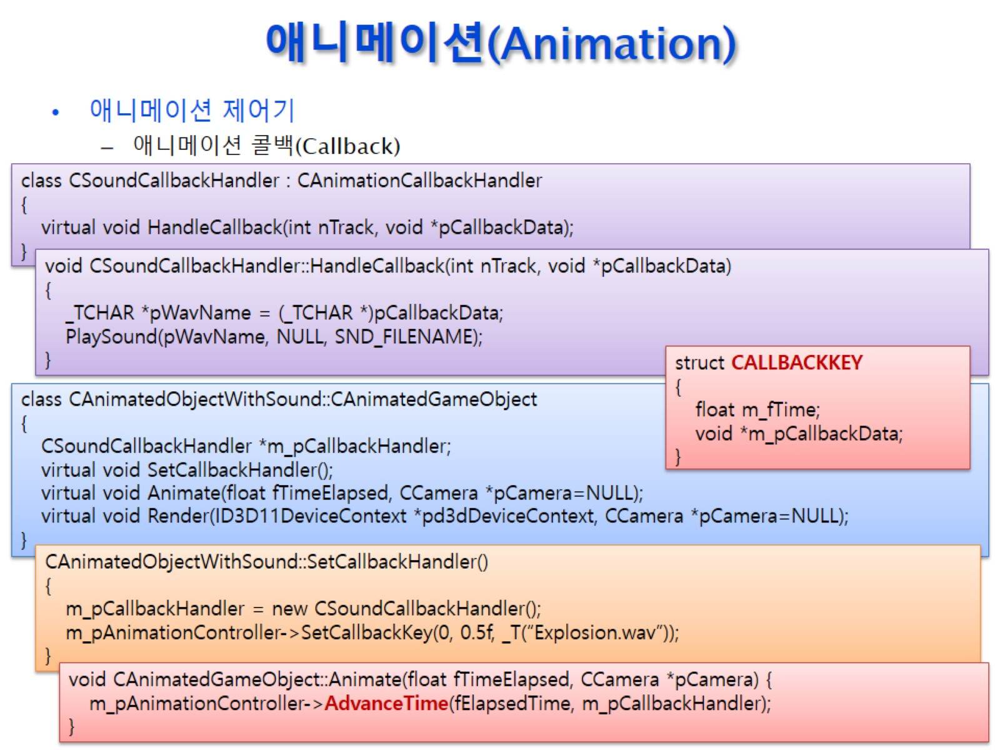 애니메이션(Animation)
• 애니메이션 제어기
– 애니메이션 콜백(Callback)
class CSoundCallbackHandler : CAnimationCallbackHandler
{
virtual void HandleCallback(int nTrack, void *pCallbackData);
}
void CSoundCallbackHandler::HandleCallback(int nTrack, void *pCallbackData)
{
_TCHAR *pWavName = (_TCHAR *)pCallbackData;
PlaySound(pWavName, NULL, SND_FILENAME);
}
struct CALLBACKKEY
{
float m_fTime;
void *m_pCallbackData;
}
class CAnimatedObjectWithSound::CAnimatedGameObject
{
CSoundCallbackHandler *m_pCallbackHandler;
virtual void SetCallbackHandler();
virtual void Animate(float fTimeElapsed, CCamera *pCamera=NULL);
virtual void Render(ID3D11DeviceContext *pd3dDeviceContext, CCamera *pCamera=NULL);
}
CAnimatedObjectWithSound::SetCallbackHandler()
{
m_pCallbackHandler = new CSoundCallbackHandler();
m_pAnimationController->SetCallbackKey(0, 0.5f, _T(“Explosion.wav”));
}
void CAnimatedGameObject::Animate(float fTimeElapsed, CCamera *pCamera) {
m_pAnimationController->AdvanceTime(fElapsedTime, m_pCallbackHandler);
}